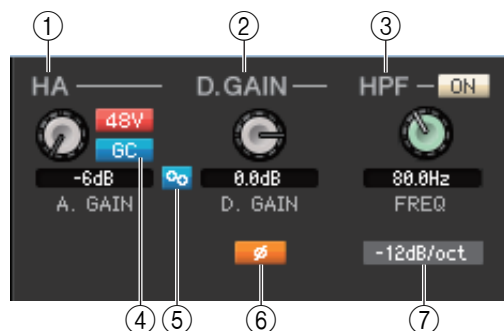 ① ② ③
HA D.GAIN HPF ON
48V
GC
-6dB 0.0dB 80.0Hz
A. GAIN D. GAIN FREQ
Ø -12dB/oct
④ ⑤ ⑥ ⑦